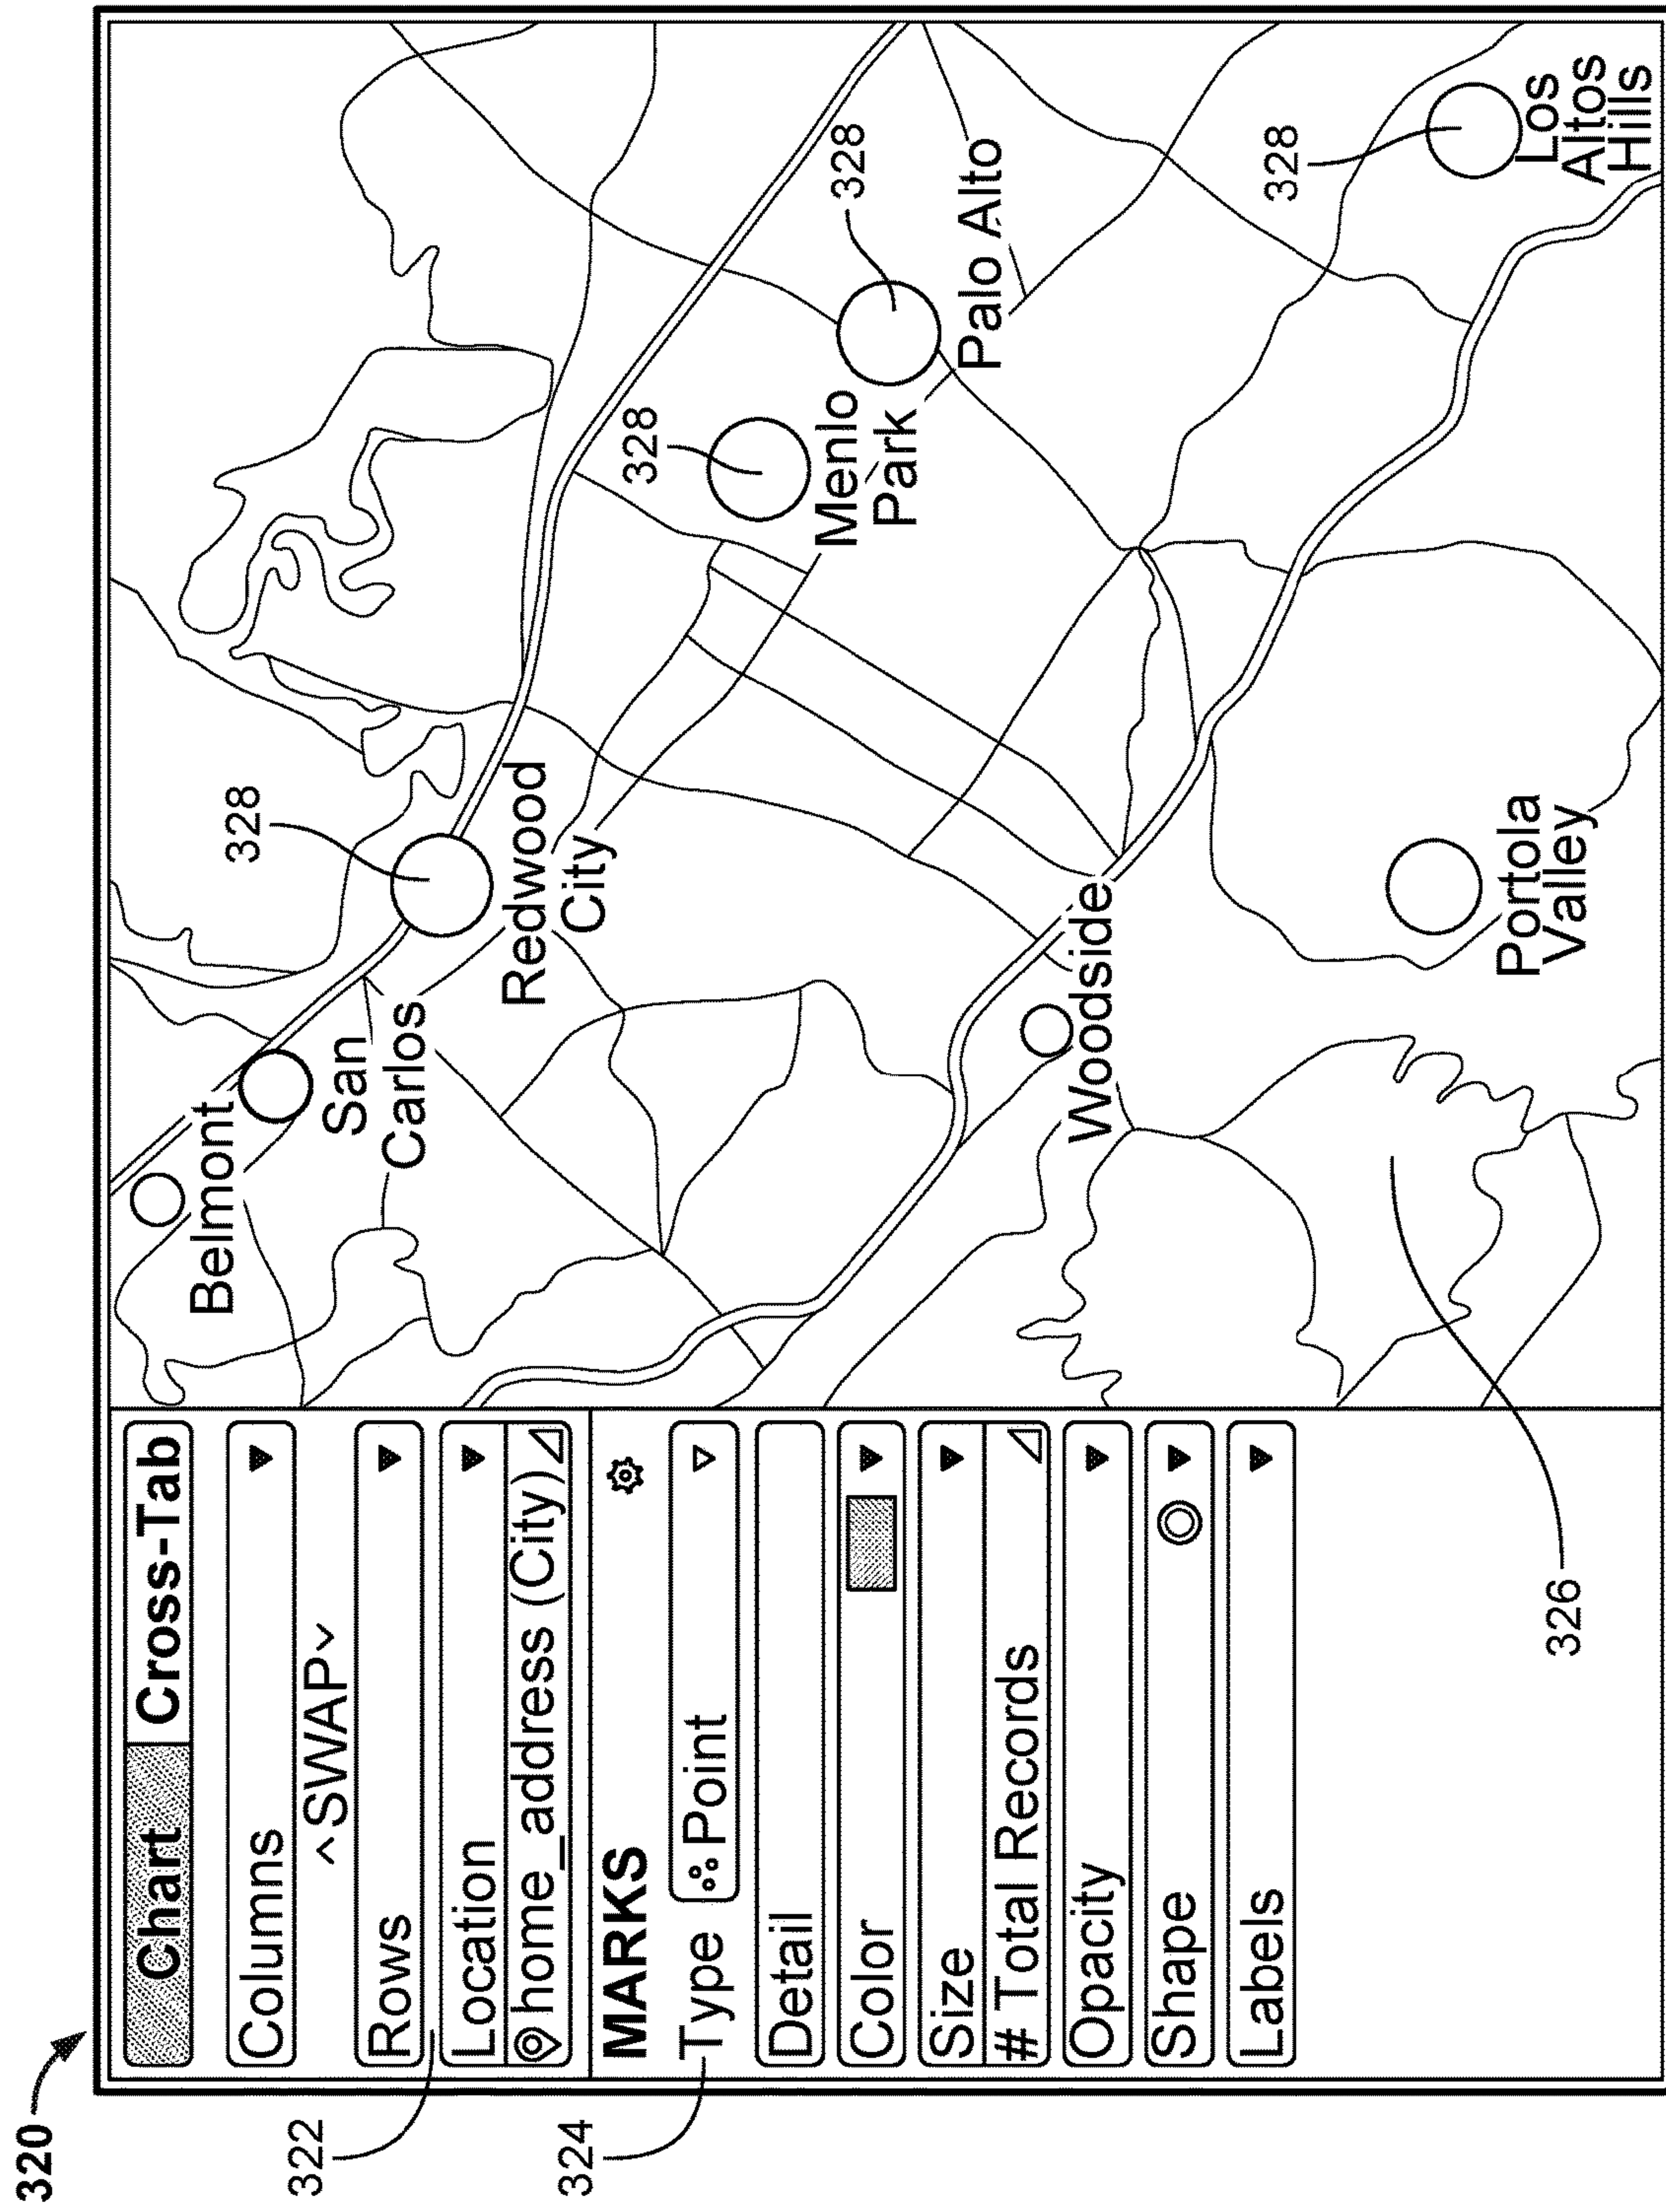 320
Chart Cross-Tab
Columns
^SWAP˅
Rows
322
Location
home_address (City)
MARKS
324
Type Point
Detail
Color
Size
# Total Records
Opacity
Shape
Labels
326
Belmont
San
Carlos
328
Redwood
City
328
Menlo
Park
328
Palo Alto
Woodside
Portola
Valley
328
Los
Altos
Hills